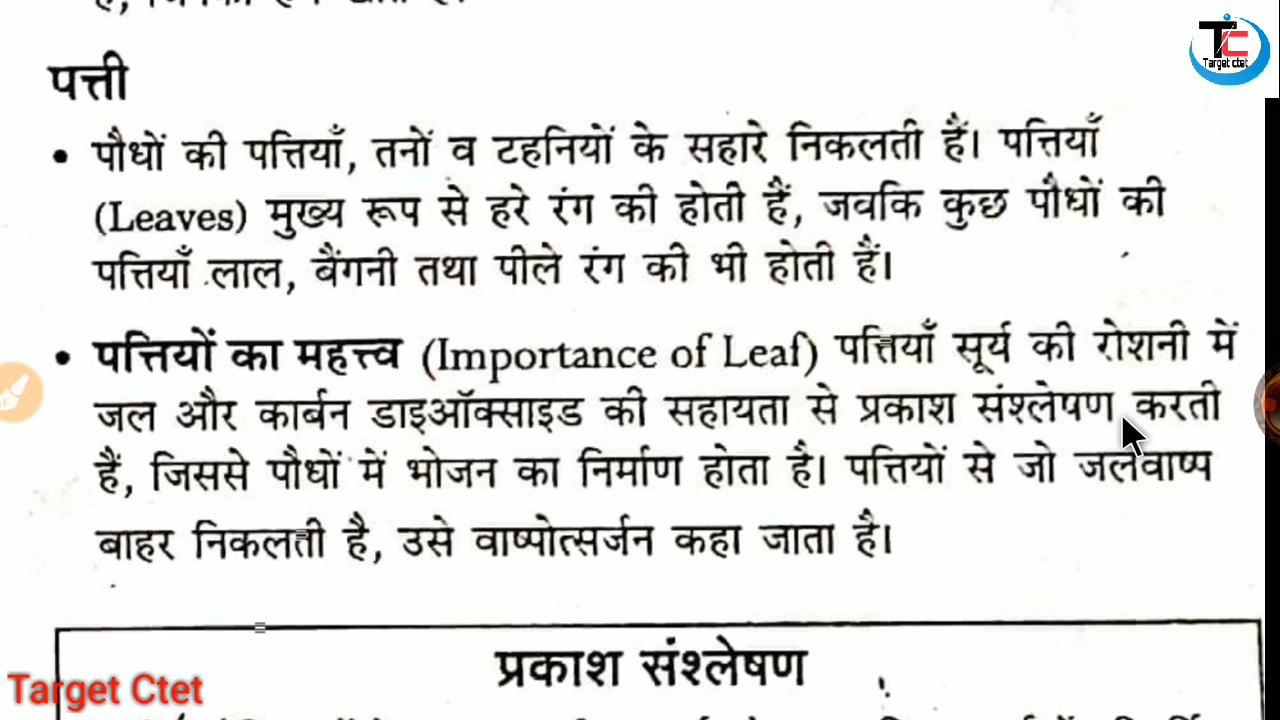 TC
Target ctet
पत्ती
• पौधों की पत्तियाँ, तनों व टहनियों के सहारे निकलती हैं। पत्तियाँ
(Leaves) मुख्य रूप से हरे रंग की होती हैं, जवकि कुछ पौधों की
पत्तियाँ लाल, बैंगनी तथा पीले रंग की भी होती हैं।
• पत्तियों का महत्त्व (Importance of Leaf) पत्तियाँ सूर्य की रोशनी में
जल और कार्बन डाइऑक्साइड की सहायता से प्रकाश संश्लेषण करती
हैं, जिससे पौधों में भोजन का निर्माण होता है। पत्तियों से जो जलवाष्प
बाहर निकलती है, उसे वाष्पोत्सर्जन कहा जाता है।
प्रकाश संश्लेषण
Target Ctet